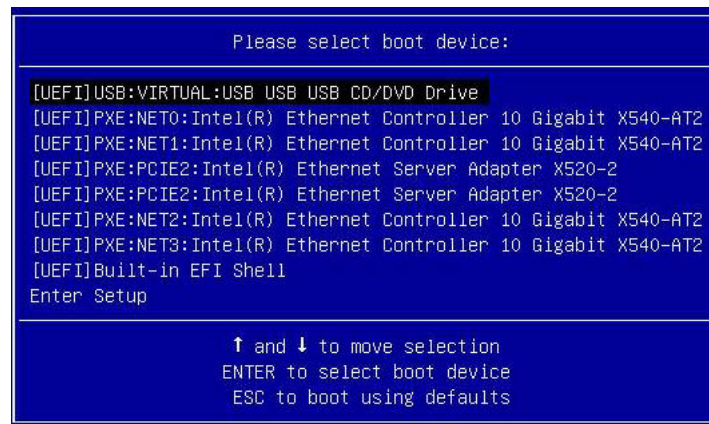 Please select boot device:
[UEFI]USB:VIRTUAL:USB USB USB CD/DVD Drive
[UEFI]PXE:NET0:Intel(R) Ethernet Controller 10 Gigabit X540-AT2
[UEFI]PXE:NET1:Intel(R) Ethernet Controller 10 Gigabit X540-AT2
[UEFI]PXE:PCIE2:Intel(R) Ethernet Server Adapter X520-2
[UEFI]PXE:PCIE2:Intel(R) Ethernet Server Adapter X520-2
[UEFI]PXE:NET2:Intel(R) Ethernet Controller 10 Gigabit X540-AT2
[UEFI]PXE:NET3:Intel(R) Ethernet Controller 10 Gigabit X540-AT2
[UEFI]Built-in EFI Shell
Enter Setup
↑ and ↓ to move selection
ENTER to select boot device
ESC to boot using defaults